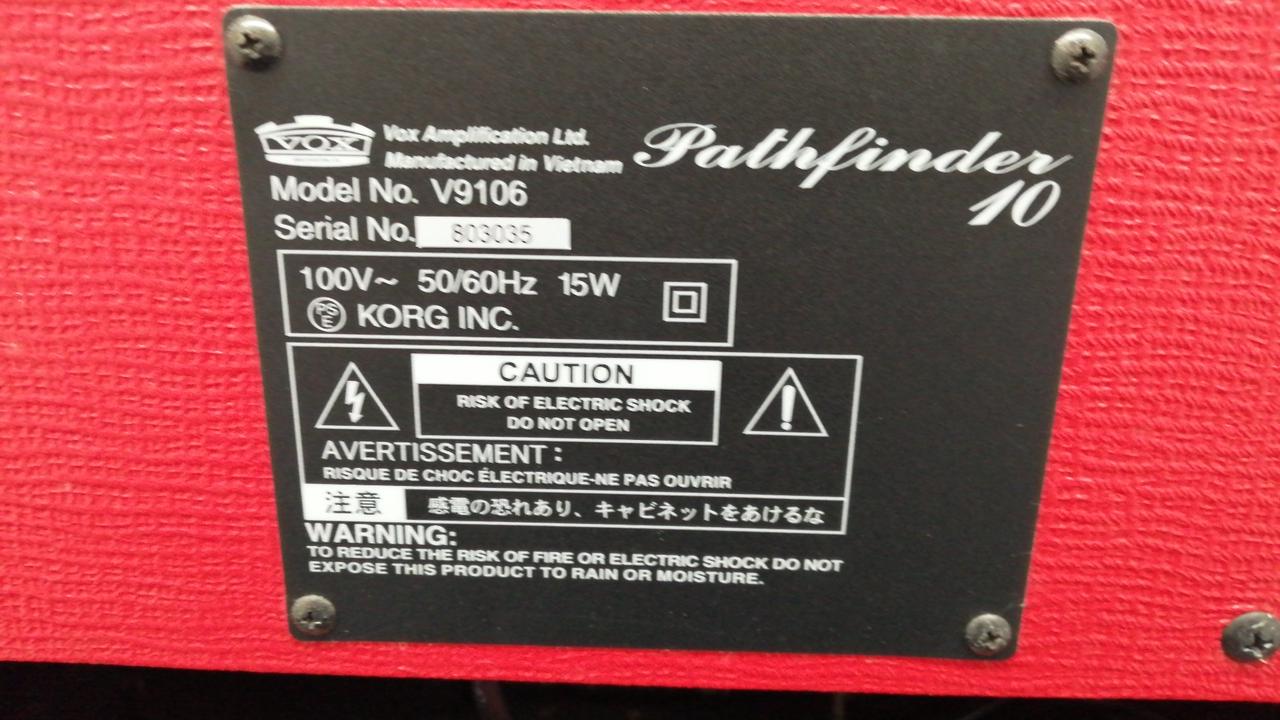 VOX
Vox Amplification Ltd.
Manufactured in Vietnam
Pathfinder
10
Model No. V9106
Serial No. 803035
100V~ 50/60Hz 15W
PS
E
KORG INC.
CAUTION
RISK OF ELECTRIC SHOCK
DO NOT OPEN
AVERTISSEMENT :
RISQUE DE CHOC ÉLECTRIQUE-NE PAS OUVRIR
注意 感電の恐れあり、キャビネットをあけるな
WARNING:
TO REDUCE THE RISK OF FIRE OR ELECTRIC SHOCK DO NOT
EXPOSE THIS PRODUCT TO RAIN OR MOISTURE.